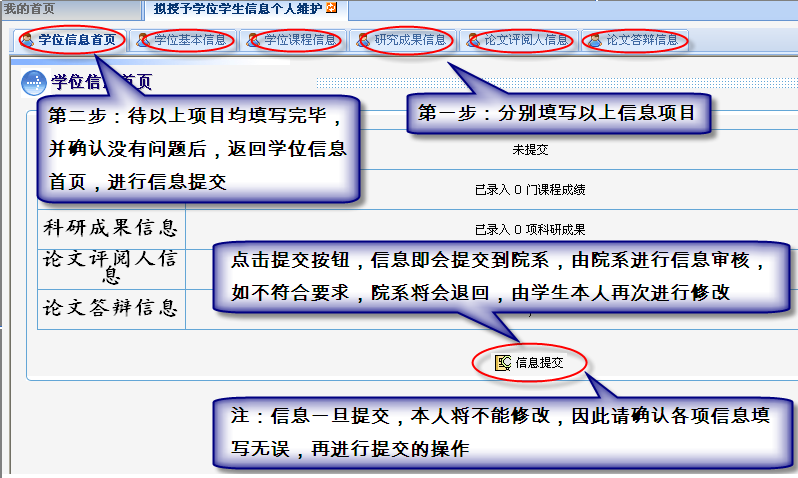 我的首页 拟授予学位学生信息个人维护
学位信息首页 学位基本信息 学位课程信息 研究成果信息 论文评阅人信息 论文答辩信息
学位信息首页
第一步：分别填写以上信息项目
第二步：待以上项目均填写完毕，
并确认没有问题后，返回学位信息
首页，进行信息提交
未提交
已录入 0 门课程成绩
科研成果信息 已录入 0 项科研成果
论文评阅人信
息
点击提交按钮，信息即会提交到院系，由院系进行信息审核，
如不符合要求，院系将会退回，由学生本人再次进行修改
论文答辩信息
信息提交
注：信息一旦提交，本人将不能修改，因此请确认各项信息填
写无误，再进行提交的操作